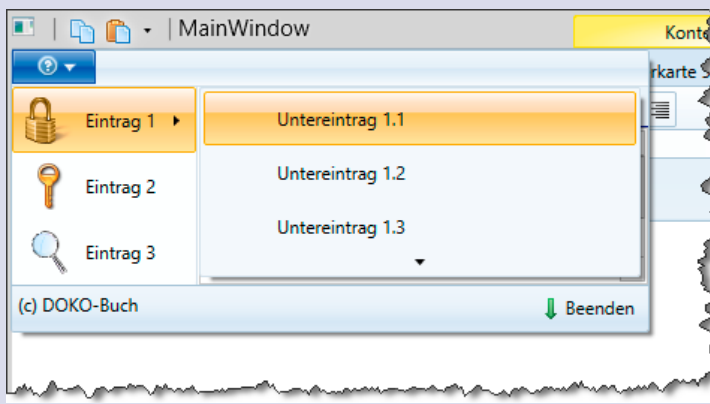 MainWindow
Konte
rkarte S
Eintrag 1
Untereintrag 1.1
Untereintrag 1.2
Eintrag 2
Untereintrag 1.3
Eintrag 3
(c) DOKO-Buch
Beenden